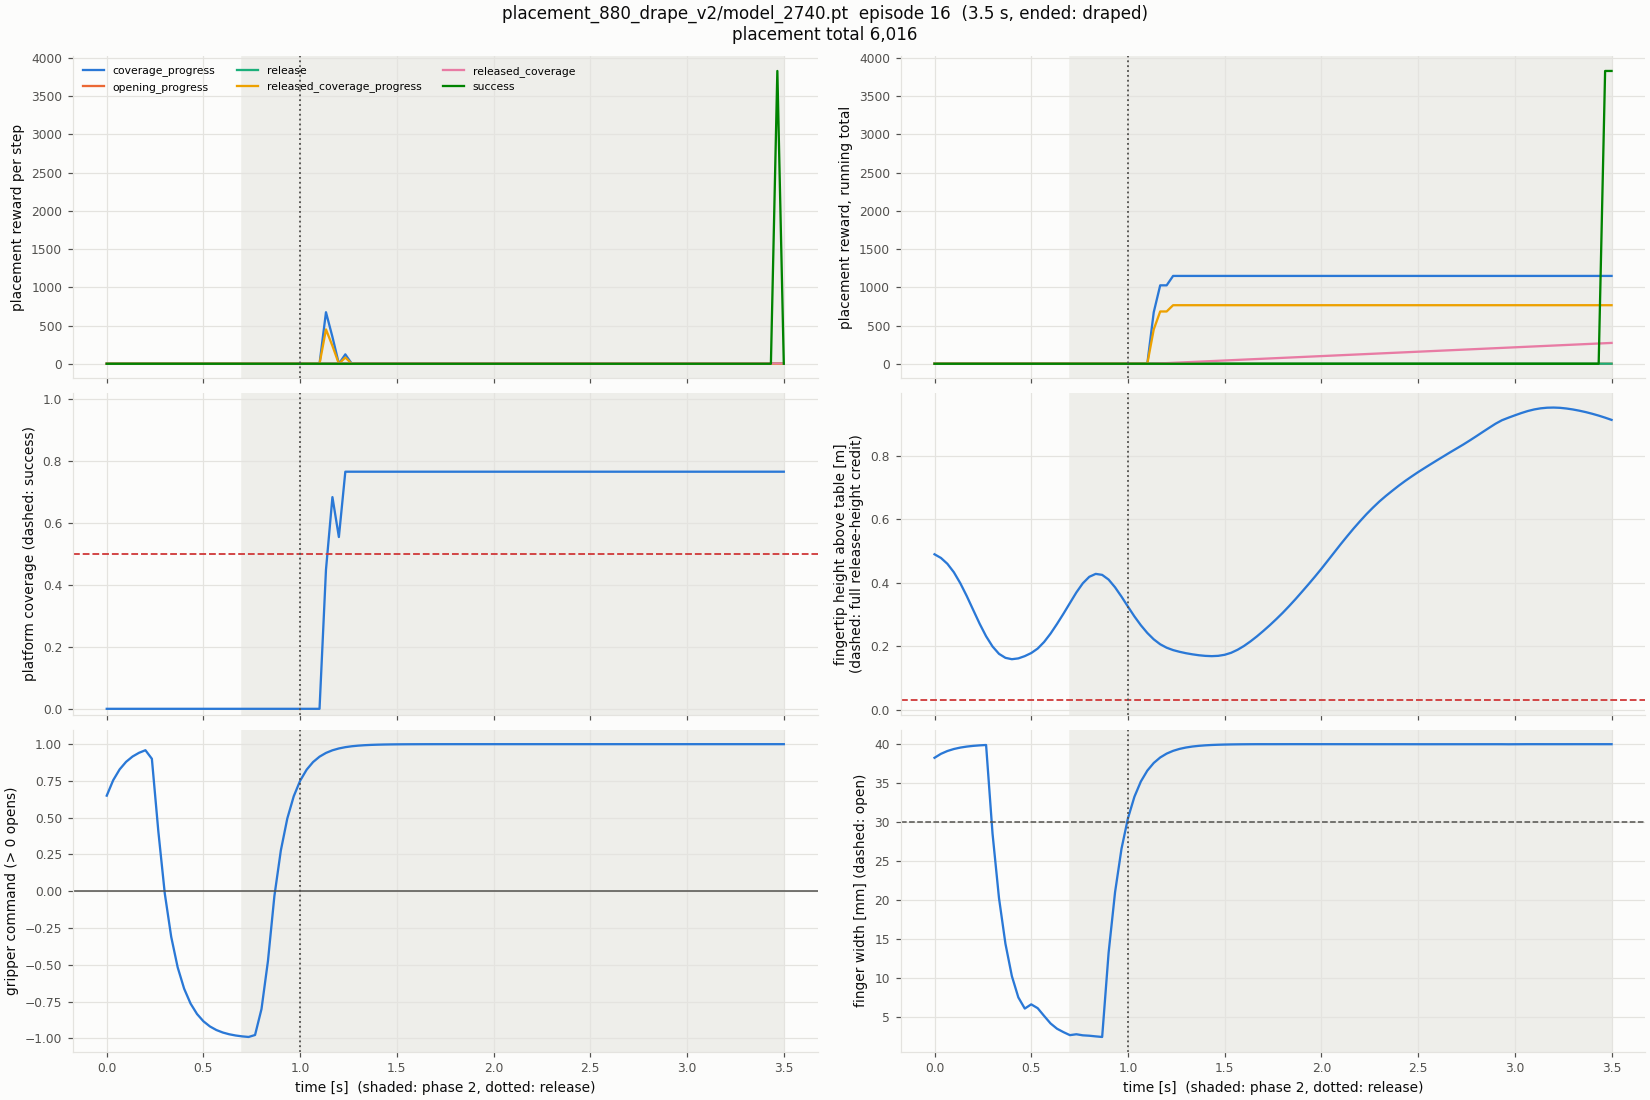 placement_880_drape_v2/model_2740.pt  episode 16  (3.5 s, ended: draped)
placement total 6,016
placement reward per step
4000
3500
3000
2500
2000
1500
1000
500
0
coverage_progress
opening_progress
release
released_coverage_progress
released_coverage
success
placement reward, running total
4000
3500
3000
2500
2000
1500
1000
500
0
platform coverage (dashed: success)
1.0
0.8
0.6
0.4
0.2
0.0
fingertip height above table [m]
(dashed: full release-height credit)
0.8
0.6
0.4
0.2
0.0
gripper command (> 0 opens)
1.00
0.75
0.50
0.25
0.00
−0.25
−0.50
−0.75
−1.00
0.0 0.5 1.0 1.5 2.0 2.5 3.0 3.5
time [s]  (shaded: phase 2, dotted: release)
finger width [mm] (dashed: open)
40
35
30
25
20
15
10
5
0.0 0.5 1.0 1.5 2.0 2.5 3.0 3.5
time [s]  (shaded: phase 2, dotted: release)